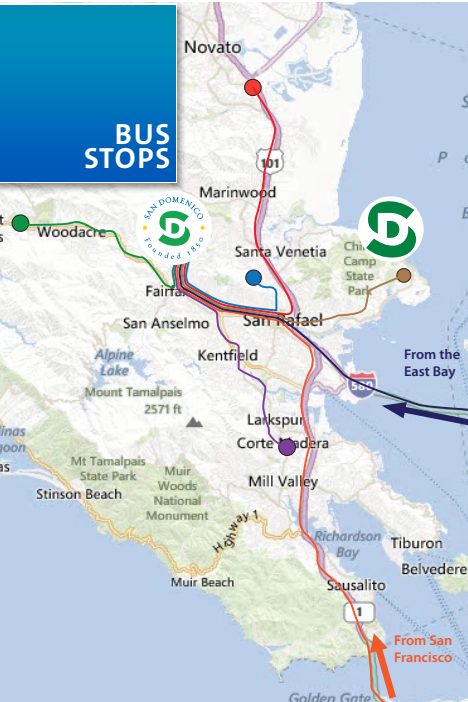 Novato
BUS
STOPS
101
P
Marinwood
SAN DOMENICO
SD
Founded 1850
SD
t
s
Woodacre
Santa Venetia
Camp
State
Park
Fairfax
San Anselmo
San Rafael
Kentfield
Alpine
Lake
From the
East Bay
580
Mount Tamalpais
2571 ft
Larkspur
Corte Madera
Mt Tamalpais
State Park
Muir
Woods
National
Monument
Mill Valley
Stinson Beach
Highway 1
Richardson
Bay
Tiburon
Belvedere
Muir Beach
Sausalito
1
From San
Francisco
Golden Gate